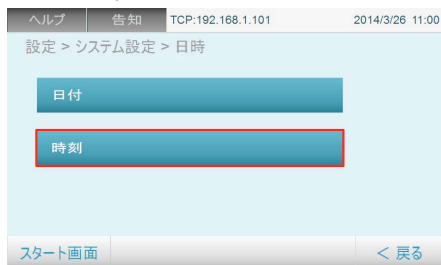 ヘルプ 告知 TCP:192.168.1.101 2014/3/26 11:00
設定 > システム設定 > 日時
日付
時刻
スタート画面 < 戻る